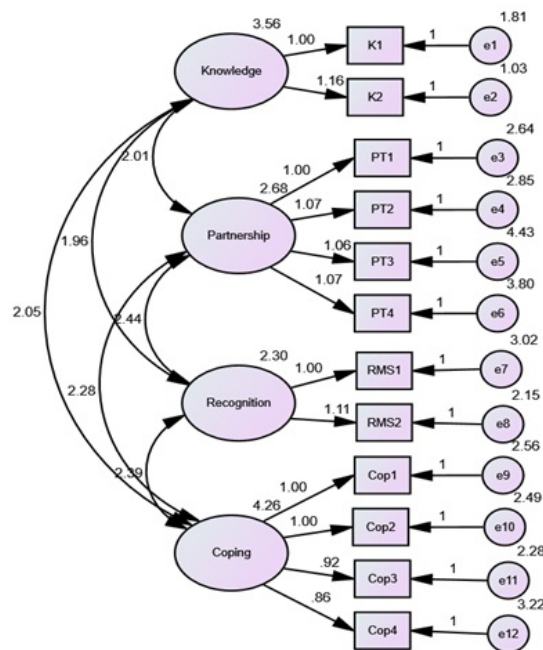 1.81
3.56
1.00
K1
1
e1
Knowledge
1.03
1.16
K2
1
e2
2.64
2.01
1.00
PT1
1
e3
2.68
2.85
1.07
PT2
1
e4
Partnership
4.43
1.96
1.06
PT3
1
e5
1.07
3.80
PT4
1
e6
2.05
2.44
3.02
2.30
1.00
RMS1
1
e7
2.28
Recognition
2.15
1.11
RMS2
1
e8
2.56
2.39
1.00
Cop1
1
e9
4.26
2.49
1.00
Cop2
1
e10
Coping
2.28
.92
Cop3
1
e11
.86
3.22
Cop4
1
e12